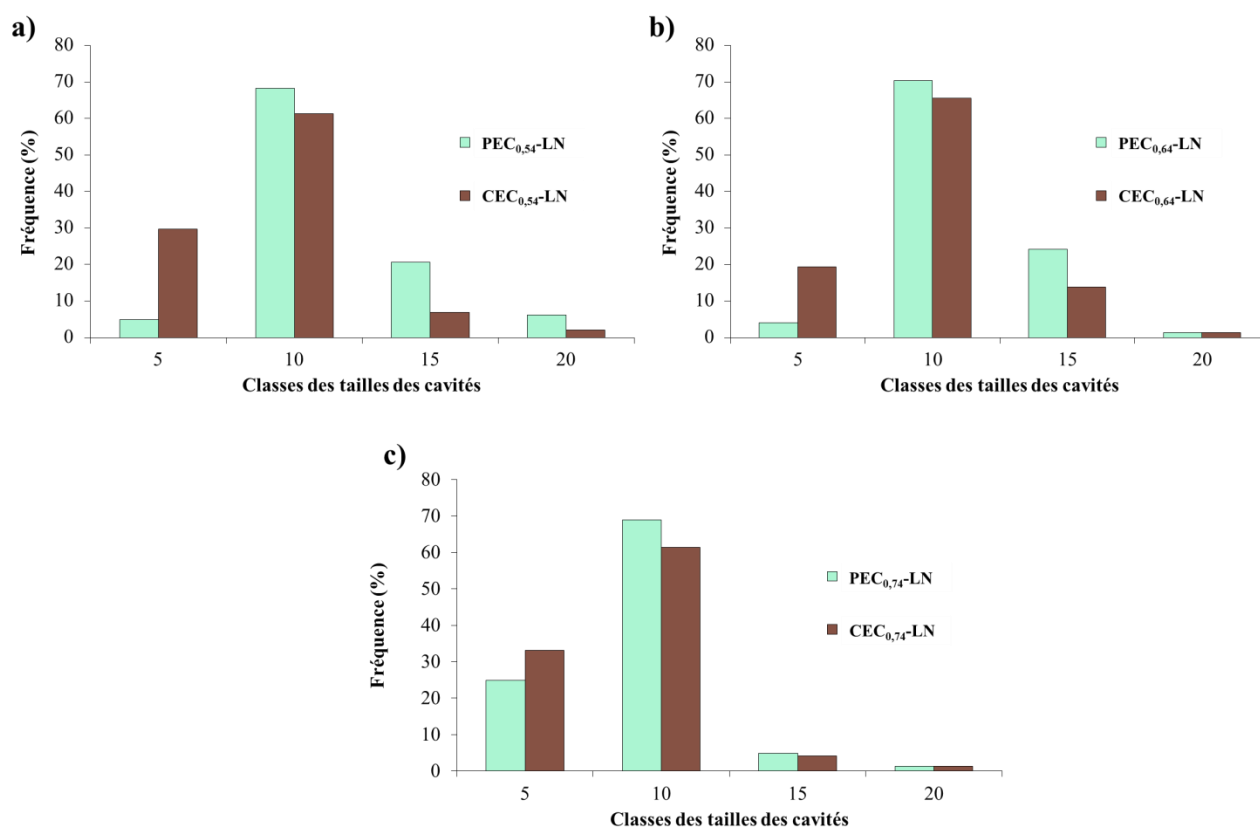 a)
80
70
60
50
40
30
20
10
0
Fréquence (%)
PEC0,54-LN
CEC0,54-LN
5 10 15 20
Classes des tailles des cavités
b)
80
70
60
50
40
30
20
10
0
Fréquence (%)
PEC0,64-LN
CEC0,64-LN
5 10 15 20
Classes des tailles des cavités
c)
80
70
60
50
40
30
20
10
0
Fréquence (%)
PEC0,74-LN
CEC0,74-LN
5 10 15 20
Classes des tailles des cavités